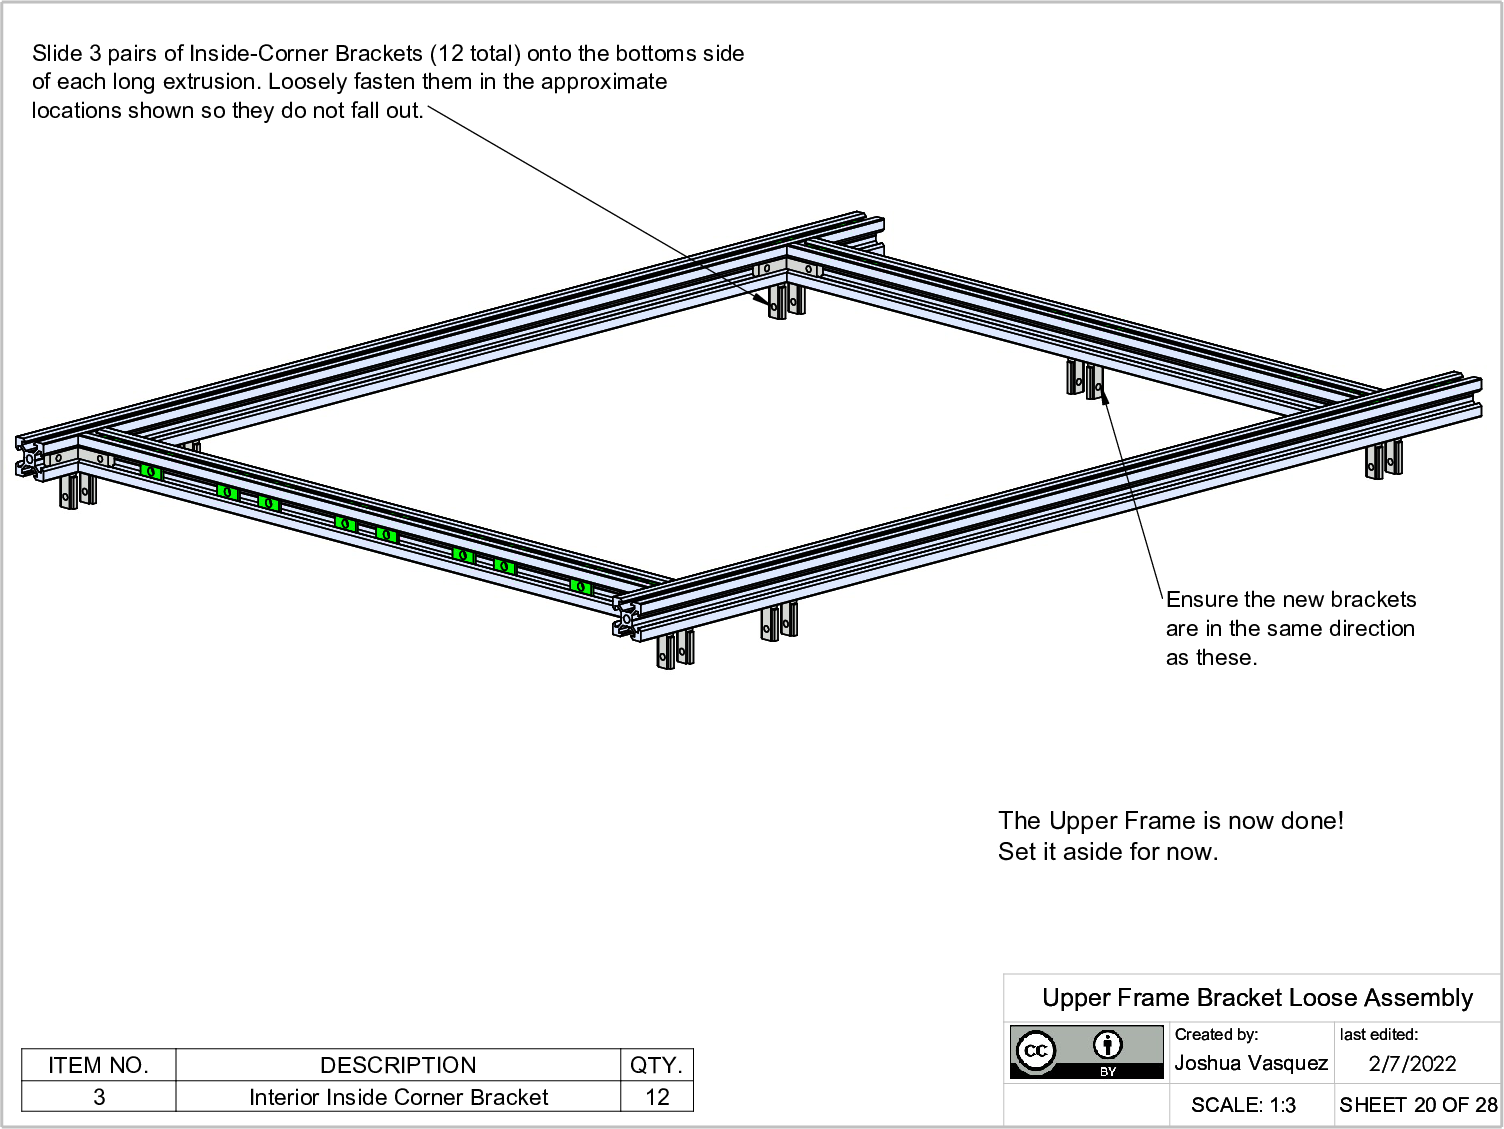 Slide 3 pairs of Inside-Corner Brackets (12 total) onto the bottoms side
of each long extrusion. Loosely fasten them in the approximate
locations shown so they do not fall out.
Ensure the new brackets
are in the same direction
as these.
The Upper Frame is now done!
Set it aside for now.
ITEM NO. DESCRIPTION QTY.
3 Interior Inside Corner Bracket 12
Upper Frame Bracket Loose Assembly
cc BY
Created by:
Joshua Vasquez
last edited:
2/7/2022
SCALE: 1:3
SHEET 20 OF 28